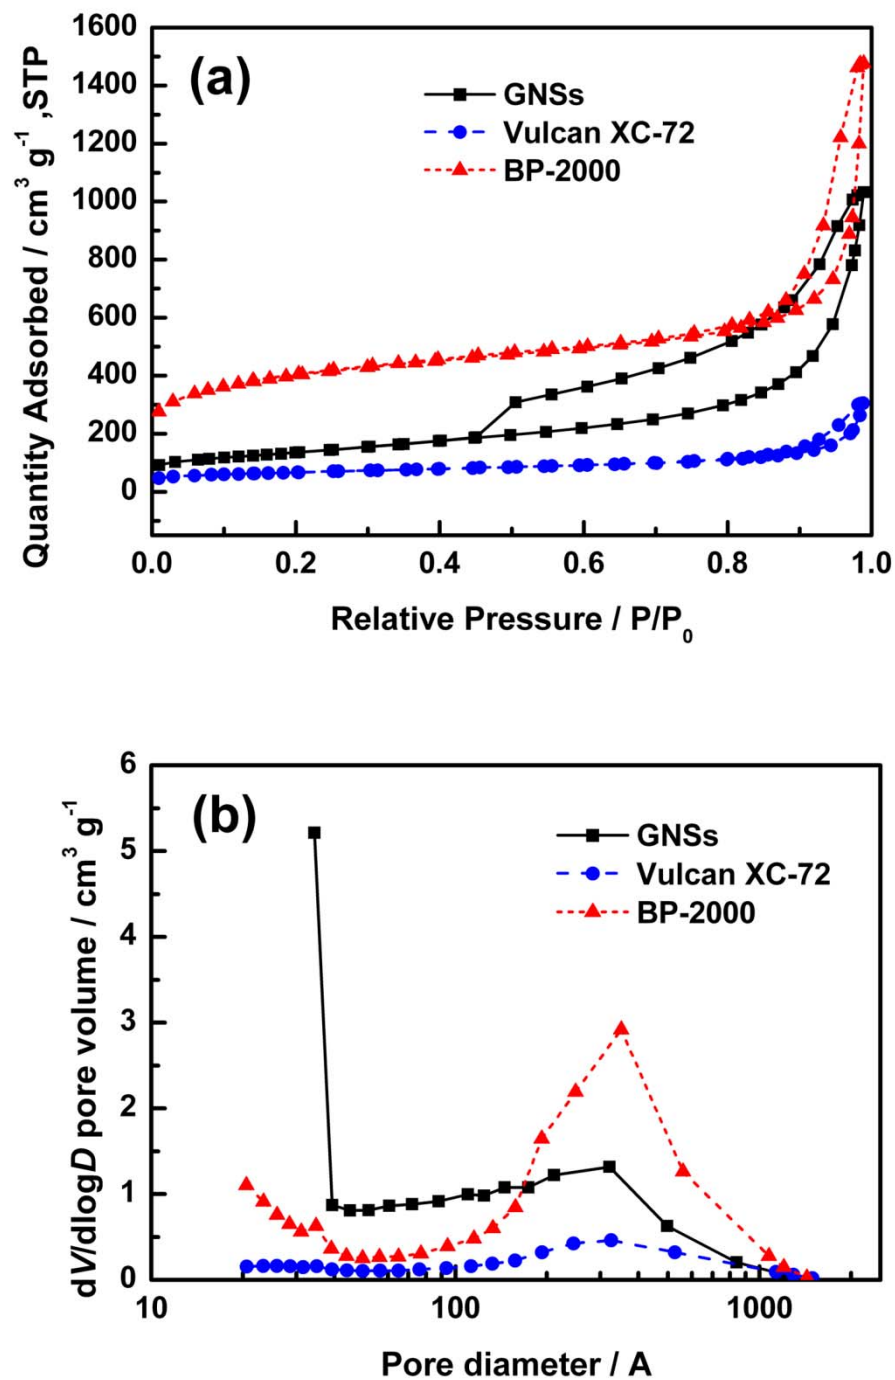 (a)
GNSs
Vulcan XC-72
BP-2000
Quantity Adsorbed / cm³ g⁻¹ ,STP
1600
1400
1200
1000
800
600
400
200
0
0.0 0.2 0.4 0.6 0.8 1.0
Relative Pressure / P/P₀
(b)
GNSs
Vulcan XC-72
BP-2000
dV/dlogD pore volume / cm³ g⁻¹
6
5
4
3
2
1
0
10 100 1000
Pore diameter / A